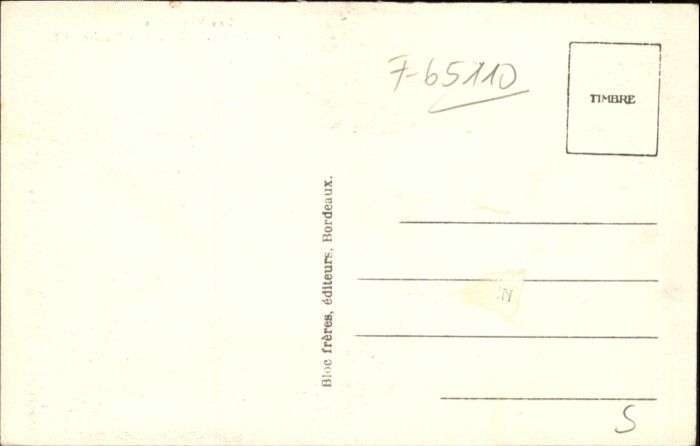 F-65110
TIMBRE
Bloc frères, éditeurs, Bordeaux.
S